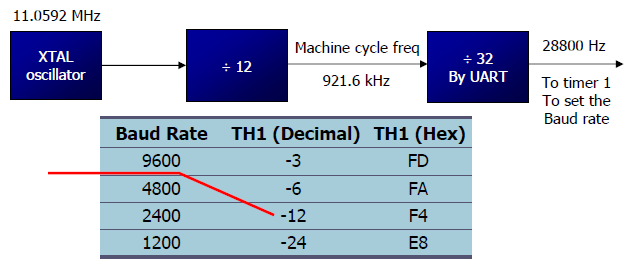 11.0592 MHz
XTAL
oscillator
÷ 12
Machine cycle freq
921.6 kHz
÷ 32
By UART
28800 Hz
To timer 1
To set the
Baud rate
Baud Rate TH1 (Decimal) TH1 (Hex)
9600 -3 FD
4800 -6 FA
2400 -12 F4
1200 -24 E8